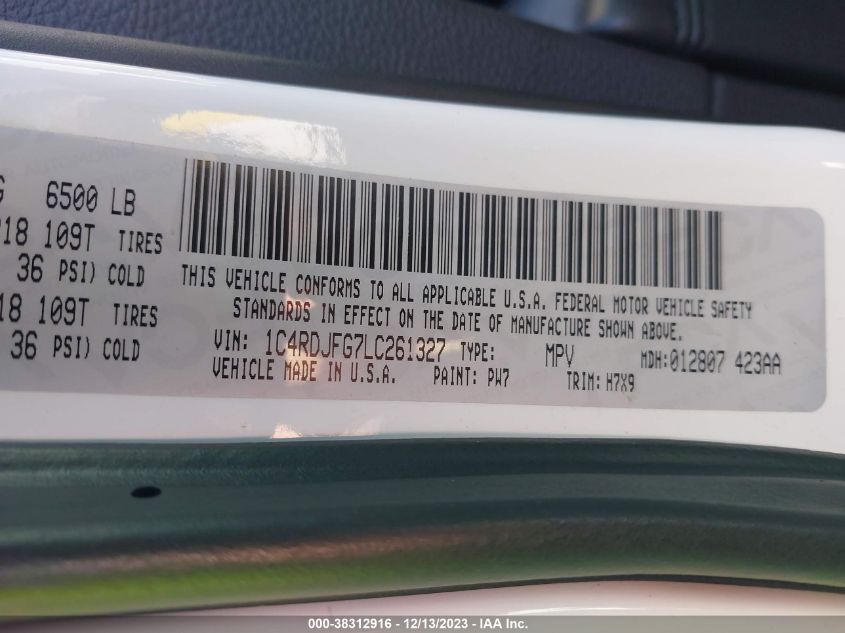 G 6500 LB
18 109T TIRES
36 PSI) COLD
18 109T TIRES
36 PSI) COLD
THIS VEHICLE CONFORMS TO ALL APPLICABLE U.S.A. FEDERAL MOTOR VEHICLE SAFETY
STANDARDS IN EFFECT ON THE DATE OF MANUFACTURE SHOWN ABOVE.
VIN: 1C4RDJFG7LC261327 TYPE: MPV MDH:012807 423AA
VEHICLE MADE IN U.S.A. PAINT: PW7 TRIM: H7X9
000-38312916 - 12/13/2023 - IAA Inc.